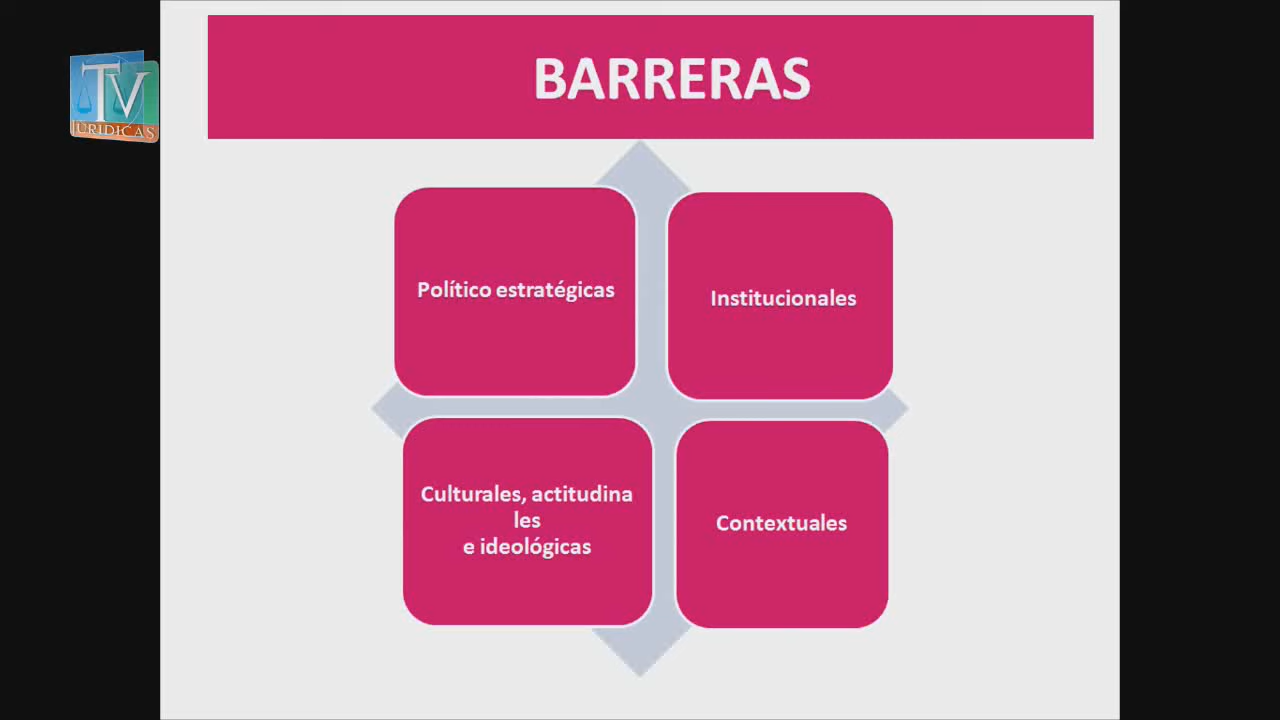 TV
JURIDICAS
BARRERAS
Político estratégicas
Institucionales
Culturales, actitudina
les
e ideológicas
Contextuales